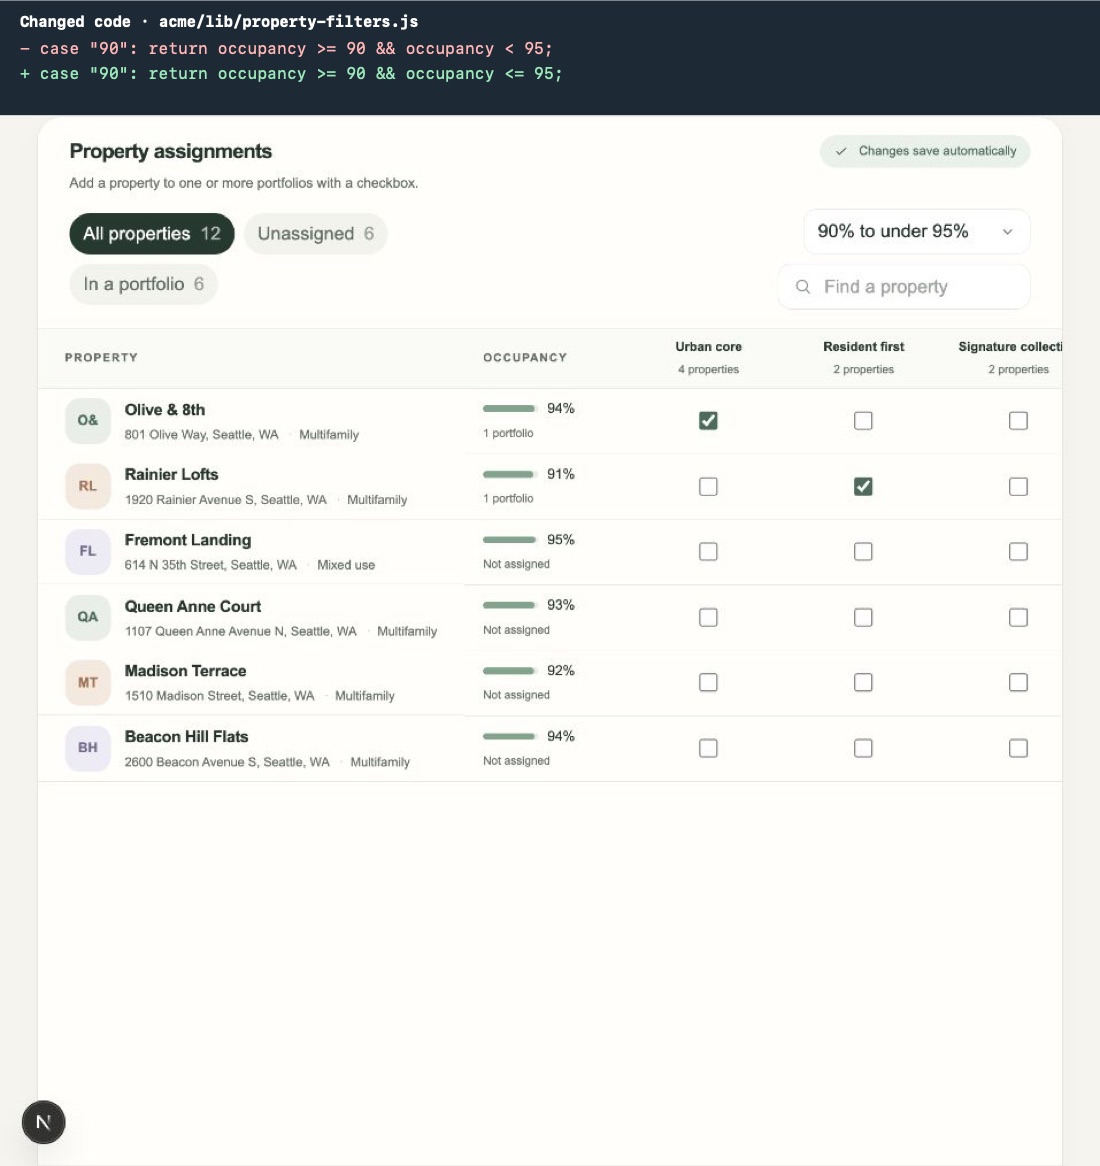 Changed code · acme/lib/property-filters.js
− case "90": return occupancy >= 90 && occupancy < 95;
+ case "90": return occupancy >= 90 && occupancy <= 95;
Property assignments
Changes save automatically
Add a property to one or more portfolios with a checkbox.
All properties 12
Unassigned 6
90% to under 95%
In a portfolio 6
Find a property
PROPERTY
OCCUPANCY
Urban core
4 properties
Resident first
2 properties
Signature collecti
2 properties
O&
Olive & 8th
801 Olive Way, Seattle, WA · Multifamily
94%
1 portfolio
RL
Rainier Lofts
1920 Rainier Avenue S, Seattle, WA · Multifamily
91%
1 portfolio
FL
Fremont Landing
614 N 35th Street, Seattle, WA · Mixed use
95%
Not assigned
QA
Queen Anne Court
1107 Queen Anne Avenue N, Seattle, WA · Multifamily
93%
Not assigned
MT
Madison Terrace
1510 Madison Street, Seattle, WA · Multifamily
92%
Not assigned
BH
Beacon Hill Flats
2600 Beacon Avenue S, Seattle, WA · Multifamily
94%
Not assigned
N